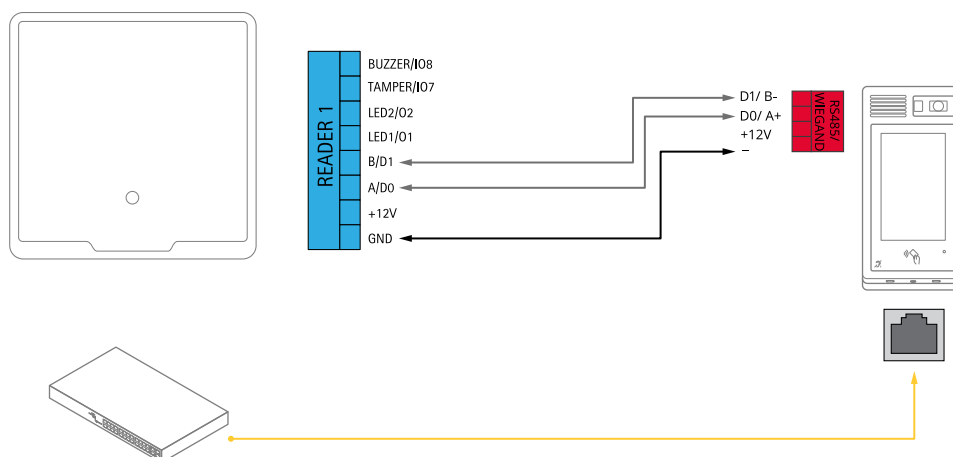 BUZZER/IO8
TAMPER/IO7
LED2/O2
LED1/O1
B/D1
A/D0
+12V
GND
READER 1
D1/ B-
D0/ A+
+12V
–
RS485/
WIEGAND